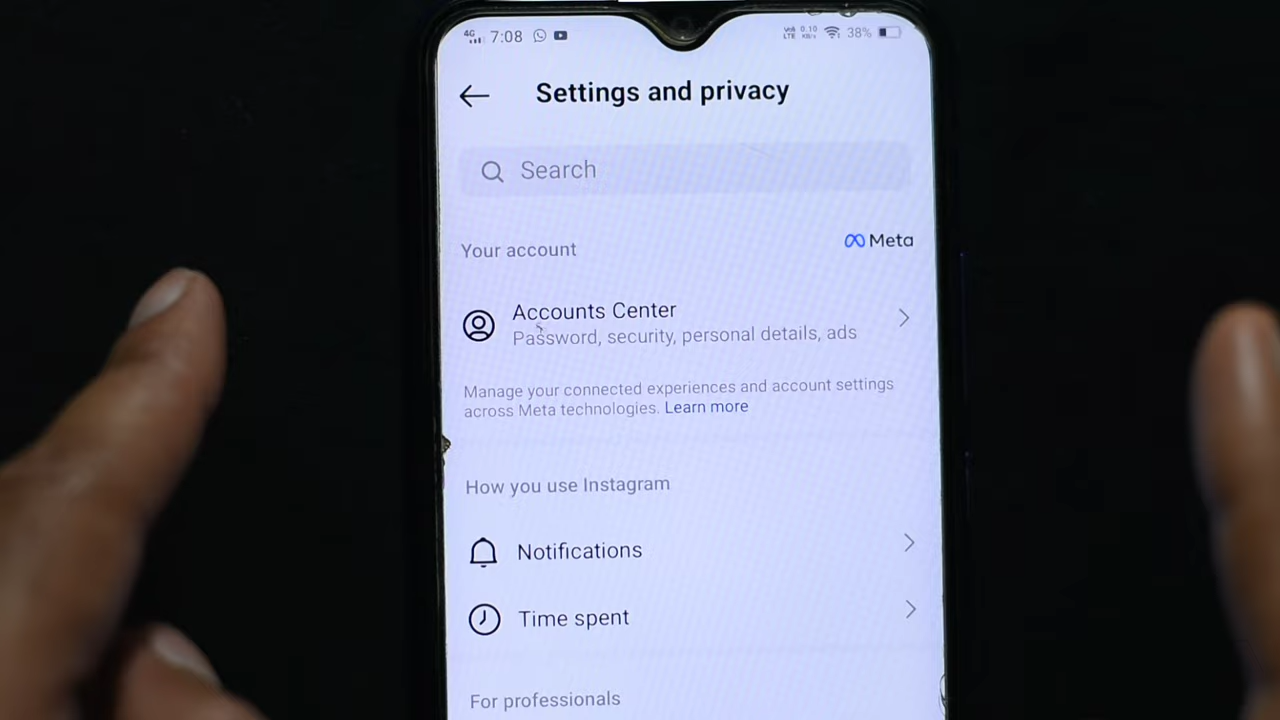 4G 7:08 38%
Settings and privacy
Search
Your account Meta
Accounts Center
Password, security, personal details, ads
Manage your connected experiences and account settings
across Meta technologies. Learn more
How you use Instagram
Notifications
Time spent
For professionals